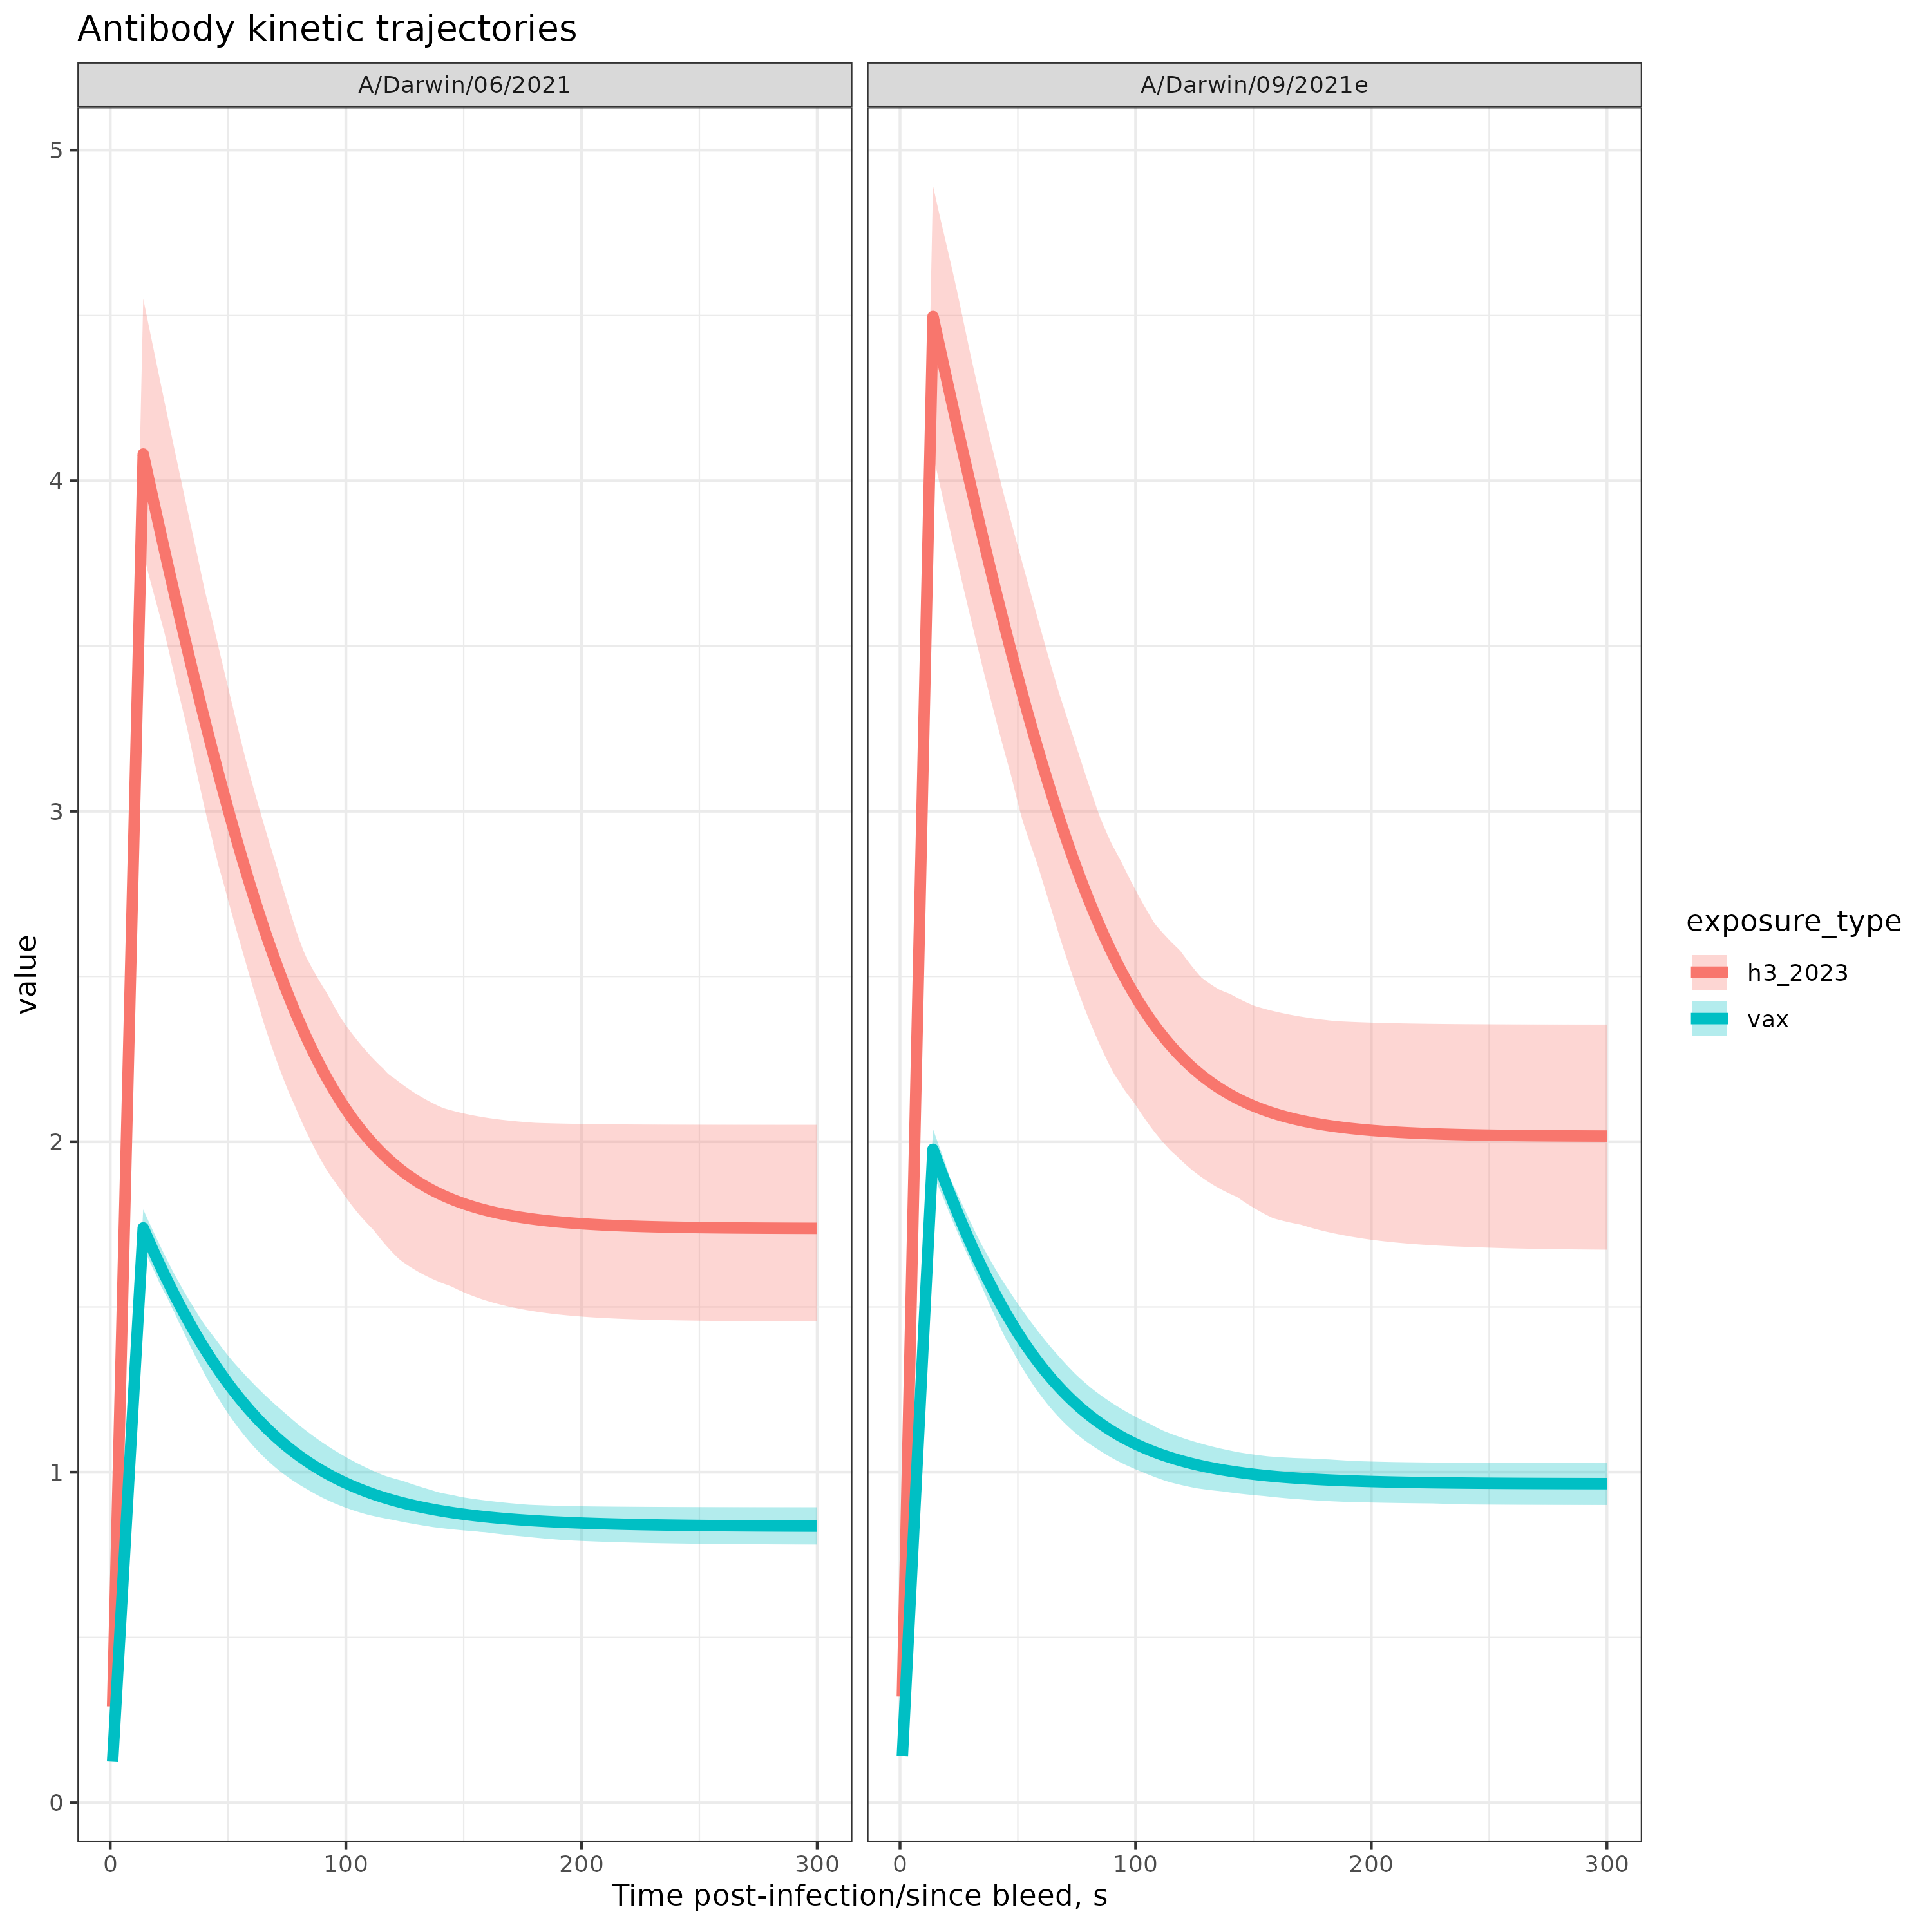 Antibody kinetic trajectories
A/Darwin/06/2021
A/Darwin/09/2021e
5
4
3
2
1
0
value
0 100 200 300
0 100 200 300
Time post-infection/since bleed, s
exposure_type
h3_2023
vax